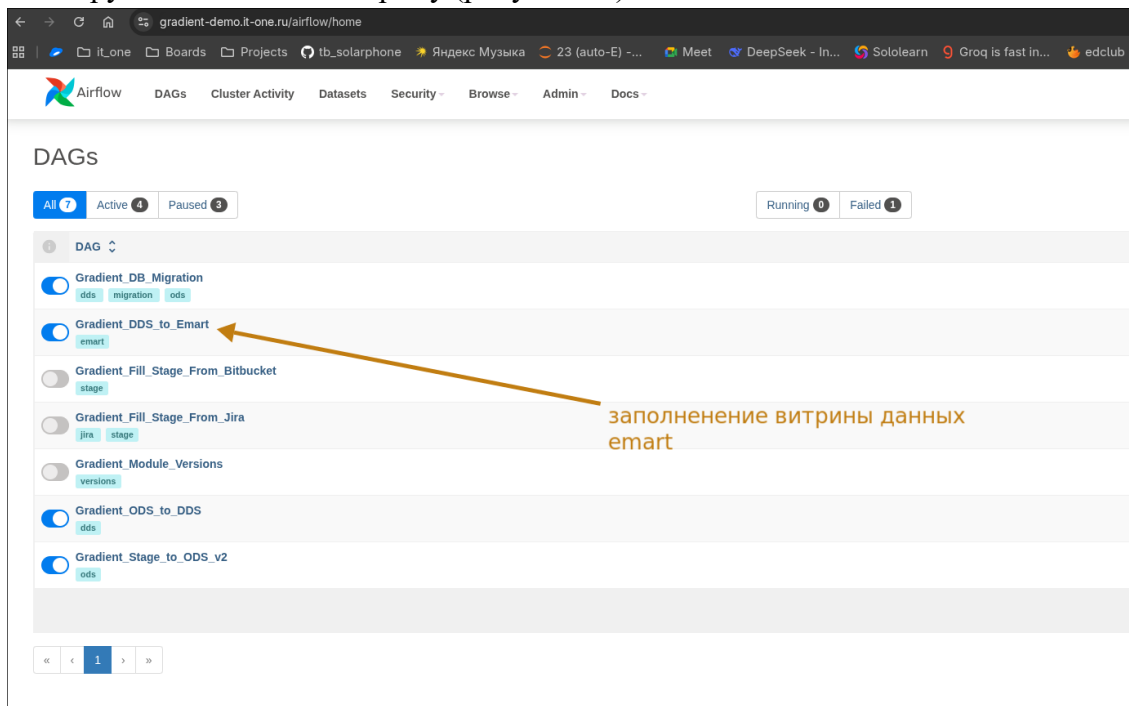 gradient-demo.it-one.ru/airflow/home
it_one Boards Projects tb_solarphone Яндекс Музыка 23 (auto-E) -... Meet DeepSeek - In... Sololearn Groq is fast in... edclub
Airflow DAGs Cluster Activity Datasets Security Browse Admin Docs
DAGs
All 7 Active 4 Paused 3 Running 0 Failed 1
DAG
Gradient_DB_Migration
dds migration ods
Gradient_DDS_to_Emart
emart
Gradient_Fill_Stage_From_Bitbucket
stage
Gradient_Fill_Stage_From_Jira
jira stage
заполненение витрины данных
emart
Gradient_Module_Versions
versions
Gradient_ODS_to_DDS
dds
Gradient_Stage_to_ODS_v2
ods
« ‹ 1 › »